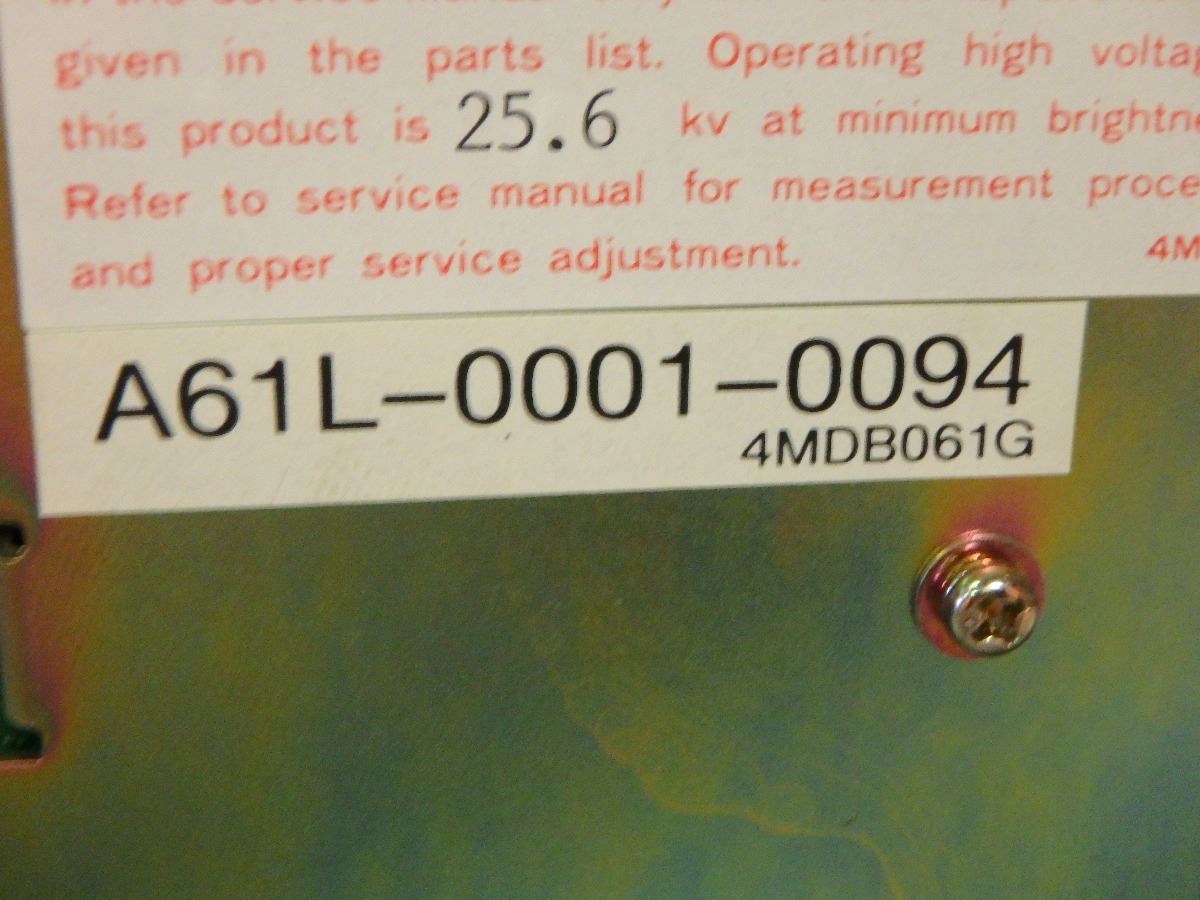 given in the parts list. Operating high
this product is 25.6 kv at minimum
Refer to service manual for measurement
and proper service adjustment. 4M
A61L-0001-0094
4MDB061G